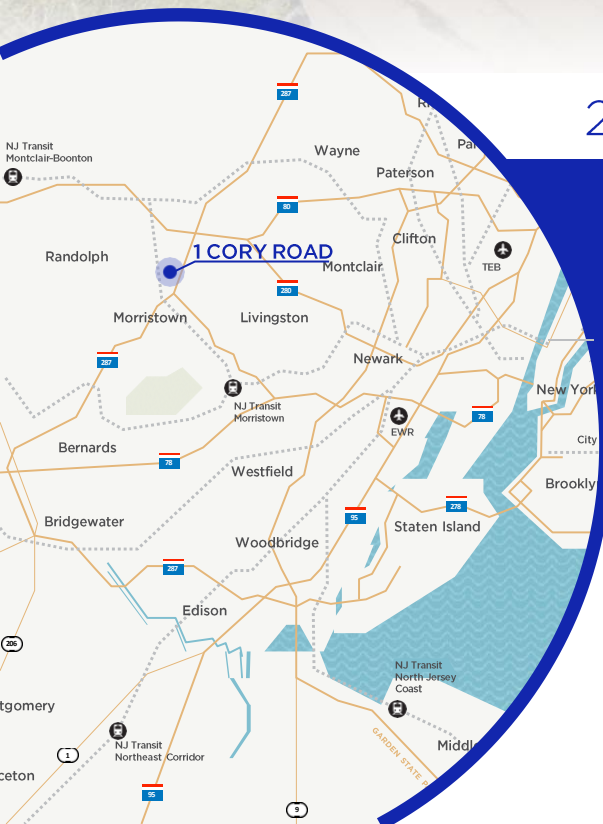 2
287
NJ Transit
Montclair-Boonton
Wayne
Paterson
80
Clifton
1 CORY ROAD
Randolph
Montclair
TEB
280
Morristown
Livingston
287
Newark
NJ Transit
Morristown
New York
78
EWR
City
Bernards
78
Westfield
Brooklyn
278
95
Bridgewater
Staten Island
Woodbridge
287
Edison
206
NJ Transit
North Jersey
Coast
tgomery
NJ Transit
Northeast Corridor
GARDEN STATE P
Middl
1
ceton
95
9